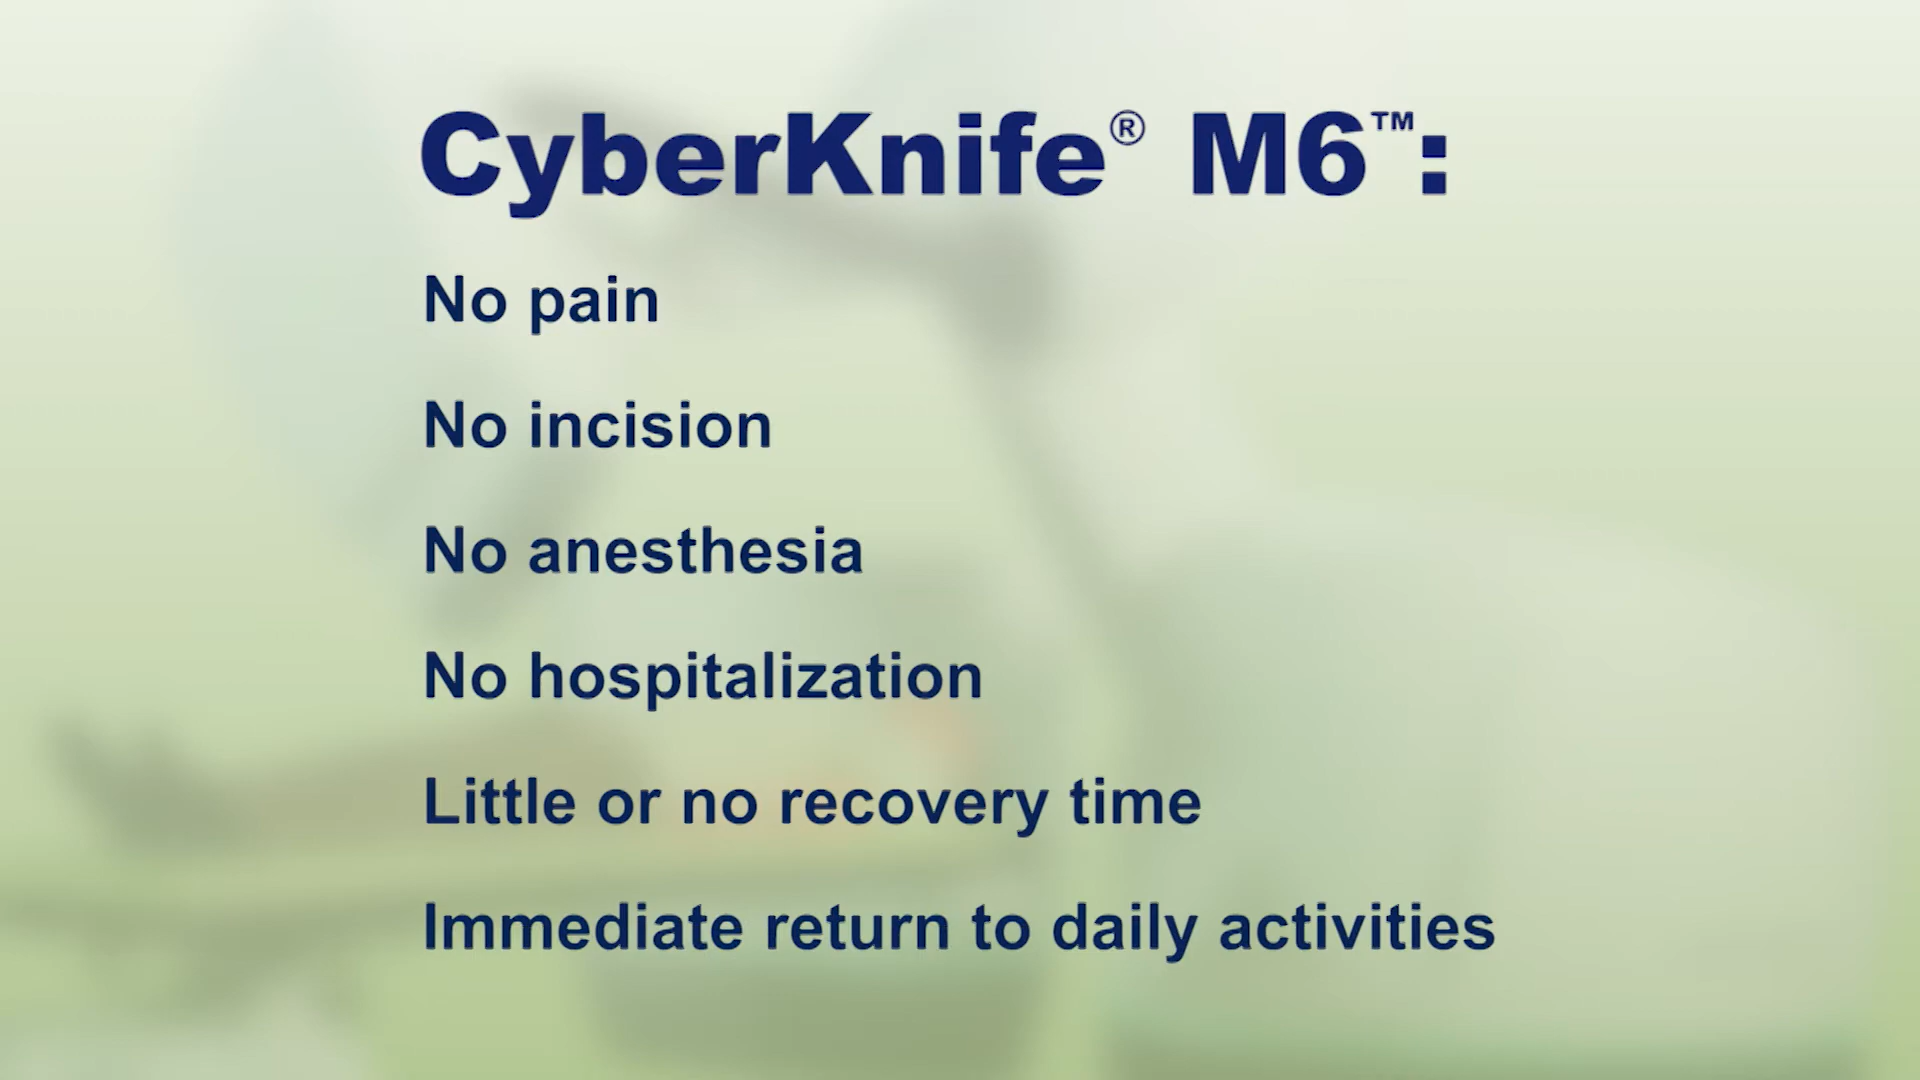 CyberKnife® M6™:
No pain
No incision
No anesthesia
No hospitalization
Little or no recovery time
Immediate return to daily activities